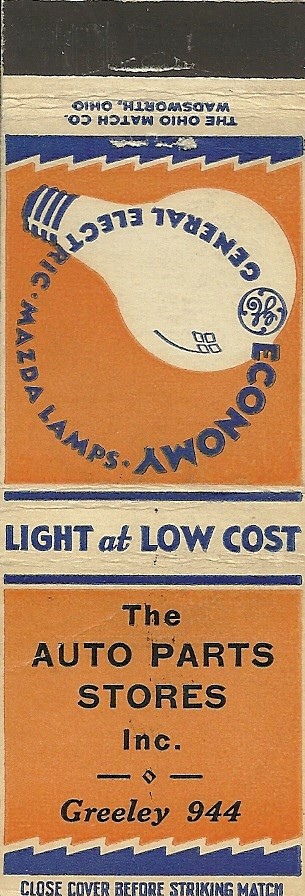 THE OHIO MATCH CO.
WADSWORTH, OHIO
GENERAL ELECTRIC · MAZDA LAMPS ·
GE
ECONOMY
LIGHT at LOW COST
The
AUTO PARTS
STORES
Inc.
Greeley 944
CLOSE COVER BEFORE STRIKING MATCH